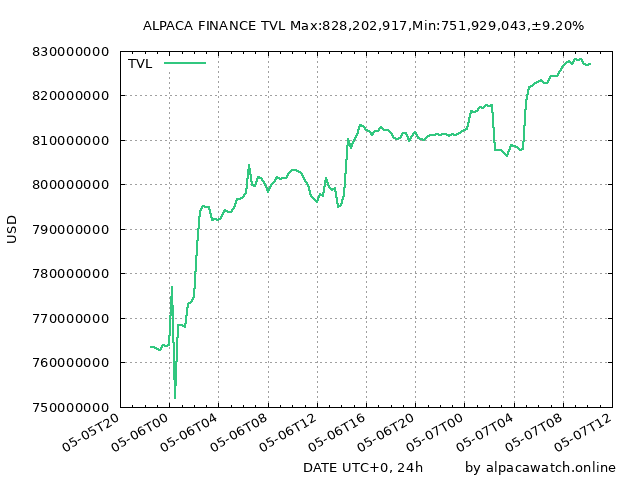 ALPACA FINANCE TVL Max:828,202,917,Min:751,929,043,±9.20%
TVL
830000000
820000000
810000000
800000000
790000000
780000000
770000000
760000000
750000000
USD
05-05T20
05-06T00
05-06T04
05-06T08
05-06T12
05-06T16
05-06T20
05-07T00
05-07T04
05-07T08
05-07T12
DATE UTC+0, 24h
by alpacawatch.online